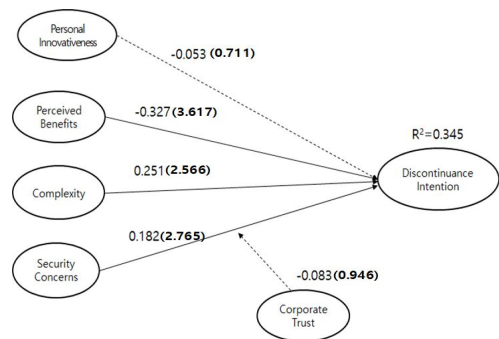 Personal
Innovativeness
-0.053 (0.711)
Perceived
Benefits
-0.327(3.617)
R²=0.345
Complexity
0.251(2.566)
Discontinuance
Intention
0.182(2.765)
Security
Concerns
-0.083(0.946)
Corporate
Trust